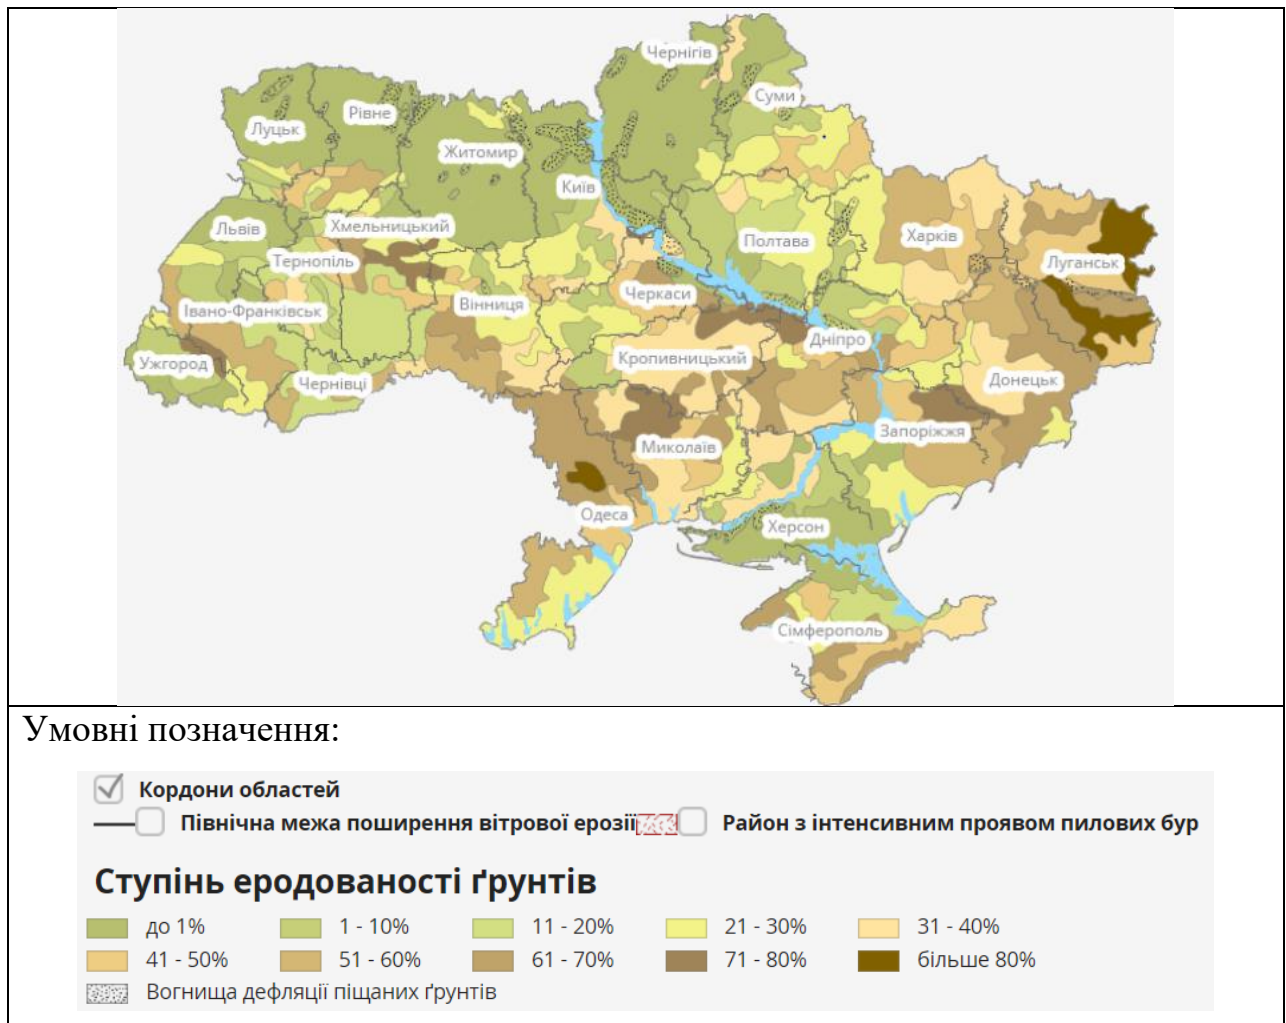 Чернігів
Суми
Рівне
Луцьк
Житомир
Київ
Львів
Хмельницький
Полтава
Харків
Тернопіль
Луганськ
Черкаси
Вінниця
Івано-Франківськ
Дніпро
Кропивницький
Ужгород
Чернівці
Донецьк
Запоріжжя
Миколаїв
Одеса
Херсон
Сімферополь
Умовні позначення:
Кордони областей
Північна межа поширення вітрової ерозії Район з інтенсивним проявом пилових бур
Ступінь еродованості ґрунтів
до 1% 1 - 10% 11 - 20% 21 - 30% 31 - 40%
41 - 50% 51 - 60% 61 - 70% 71 - 80% більше 80%
Вогнища дефляції піщаних ґрунтів